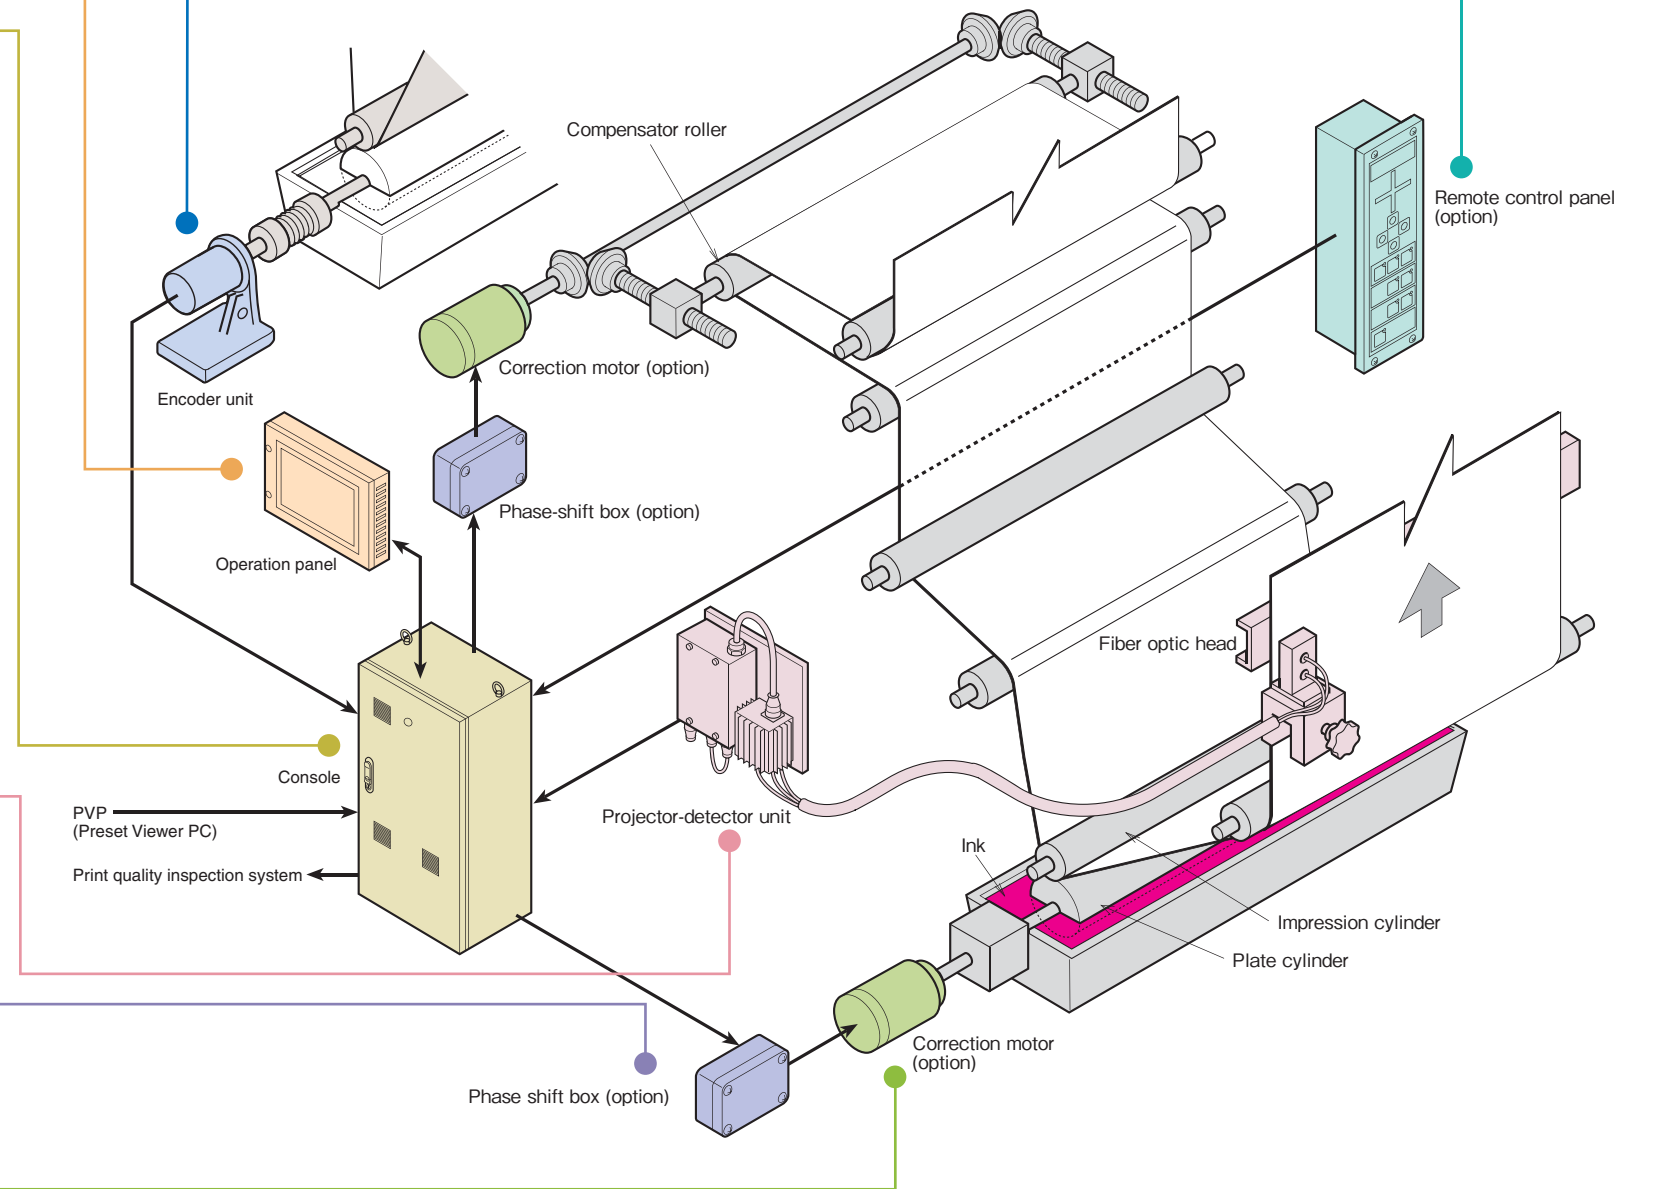 Compensator roller
Remote control panel
(option)
Correction motor (option)
Encoder unit
Phase-shift box (option)
Operation panel
Fiber optic head
Console
PVP
(Preset Viewer PC)
Projector-detector unit
Ink
Print quality inspection system
Impression cylinder
Plate cylinder
Correction motor
(option)
Phase shift box (option)